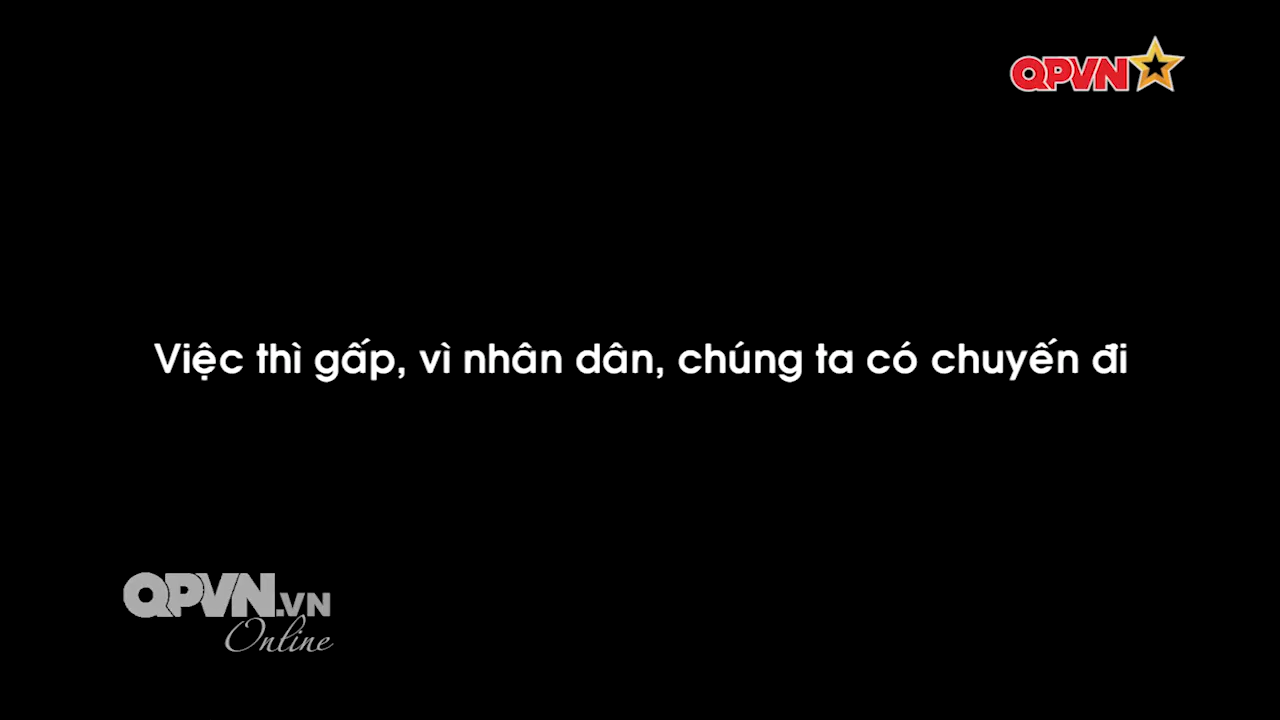 QPVN
Việc thì gấp, vì nhân dân, chúng ta có chuyến đi
QPVN.VN
Online